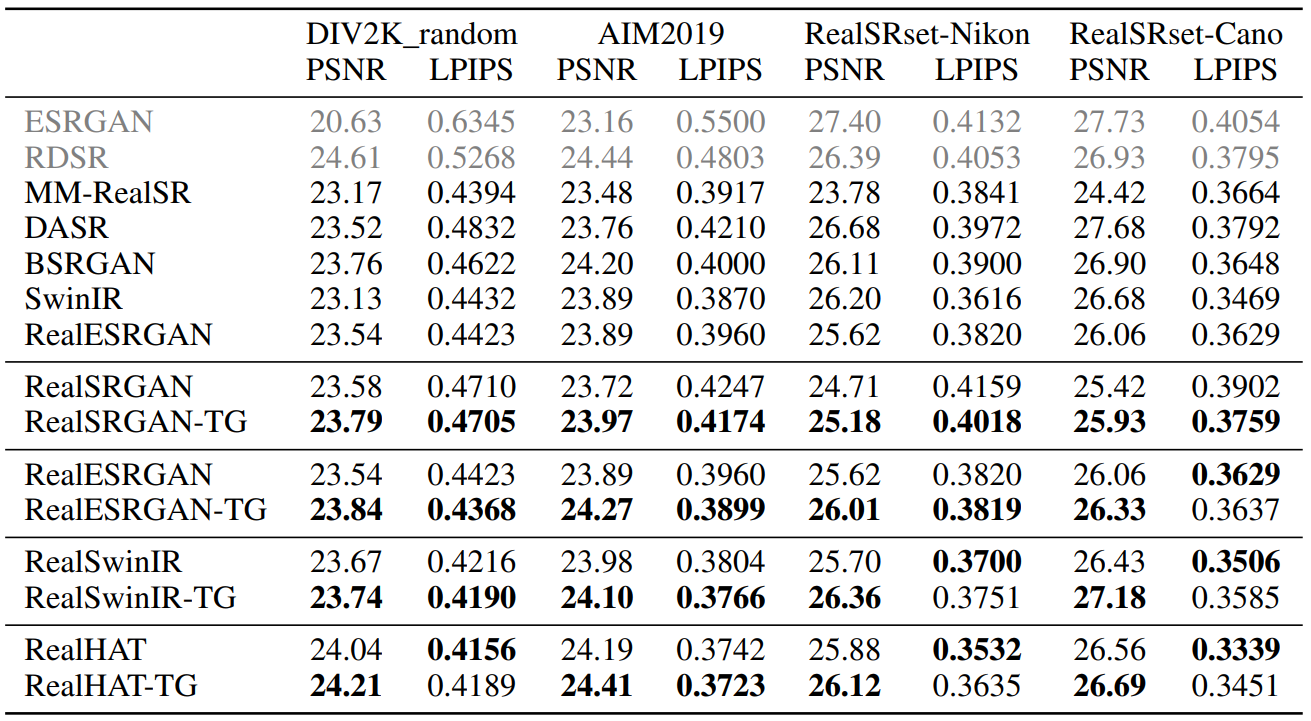 DIV2K_random AIM2019 RealSRset-Nikon RealSRset-Cano
PSNR LPIPS PSNR LPIPS PSNR LPIPS PSNR LPIPS
ESRGAN 20.63 0.6345 23.16 0.5500 27.40 0.4132 27.73 0.4054
RDSR 24.61 0.5268 24.44 0.4803 26.39 0.4053 26.93 0.3795
MM-RealSR 23.17 0.4394 23.48 0.3917 23.78 0.3841 24.42 0.3664
DASR 23.52 0.4832 23.76 0.4210 26.68 0.3972 27.68 0.3792
BSRGAN 23.76 0.4622 24.20 0.4000 26.11 0.3900 26.90 0.3648
SwinIR 23.13 0.4432 23.89 0.3870 26.20 0.3616 26.68 0.3469
RealESRGAN 23.54 0.4423 23.89 0.3960 25.62 0.3820 26.06 0.3629
RealSRGAN 23.58 0.4710 23.72 0.4247 24.71 0.4159 25.42 0.3902
RealSRGAN-TG 23.79 0.4705 23.97 0.4174 25.18 0.4018 25.93 0.3759
RealESRGAN 23.54 0.4423 23.89 0.3960 25.62 0.3820 26.06 0.3629
RealESRGAN-TG 23.84 0.4368 24.27 0.3899 26.01 0.3819 26.33 0.3637
RealSwinIR 23.67 0.4216 23.98 0.3804 25.70 0.3700 26.43 0.3506
RealSwinIR-TG 23.74 0.4190 24.10 0.3766 26.36 0.3751 27.18 0.3585
RealHAT 24.04 0.4156 24.19 0.3742 25.88 0.3532 26.56 0.3339
RealHAT-TG 24.21 0.4189 24.41 0.3723 26.12 0.3635 26.69 0.3451